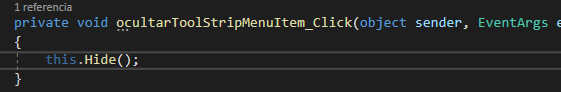 1 referencia
private void ocultarToolStripMenuItem_Click(object sender, EventArgs e
{
this.Hide();
}